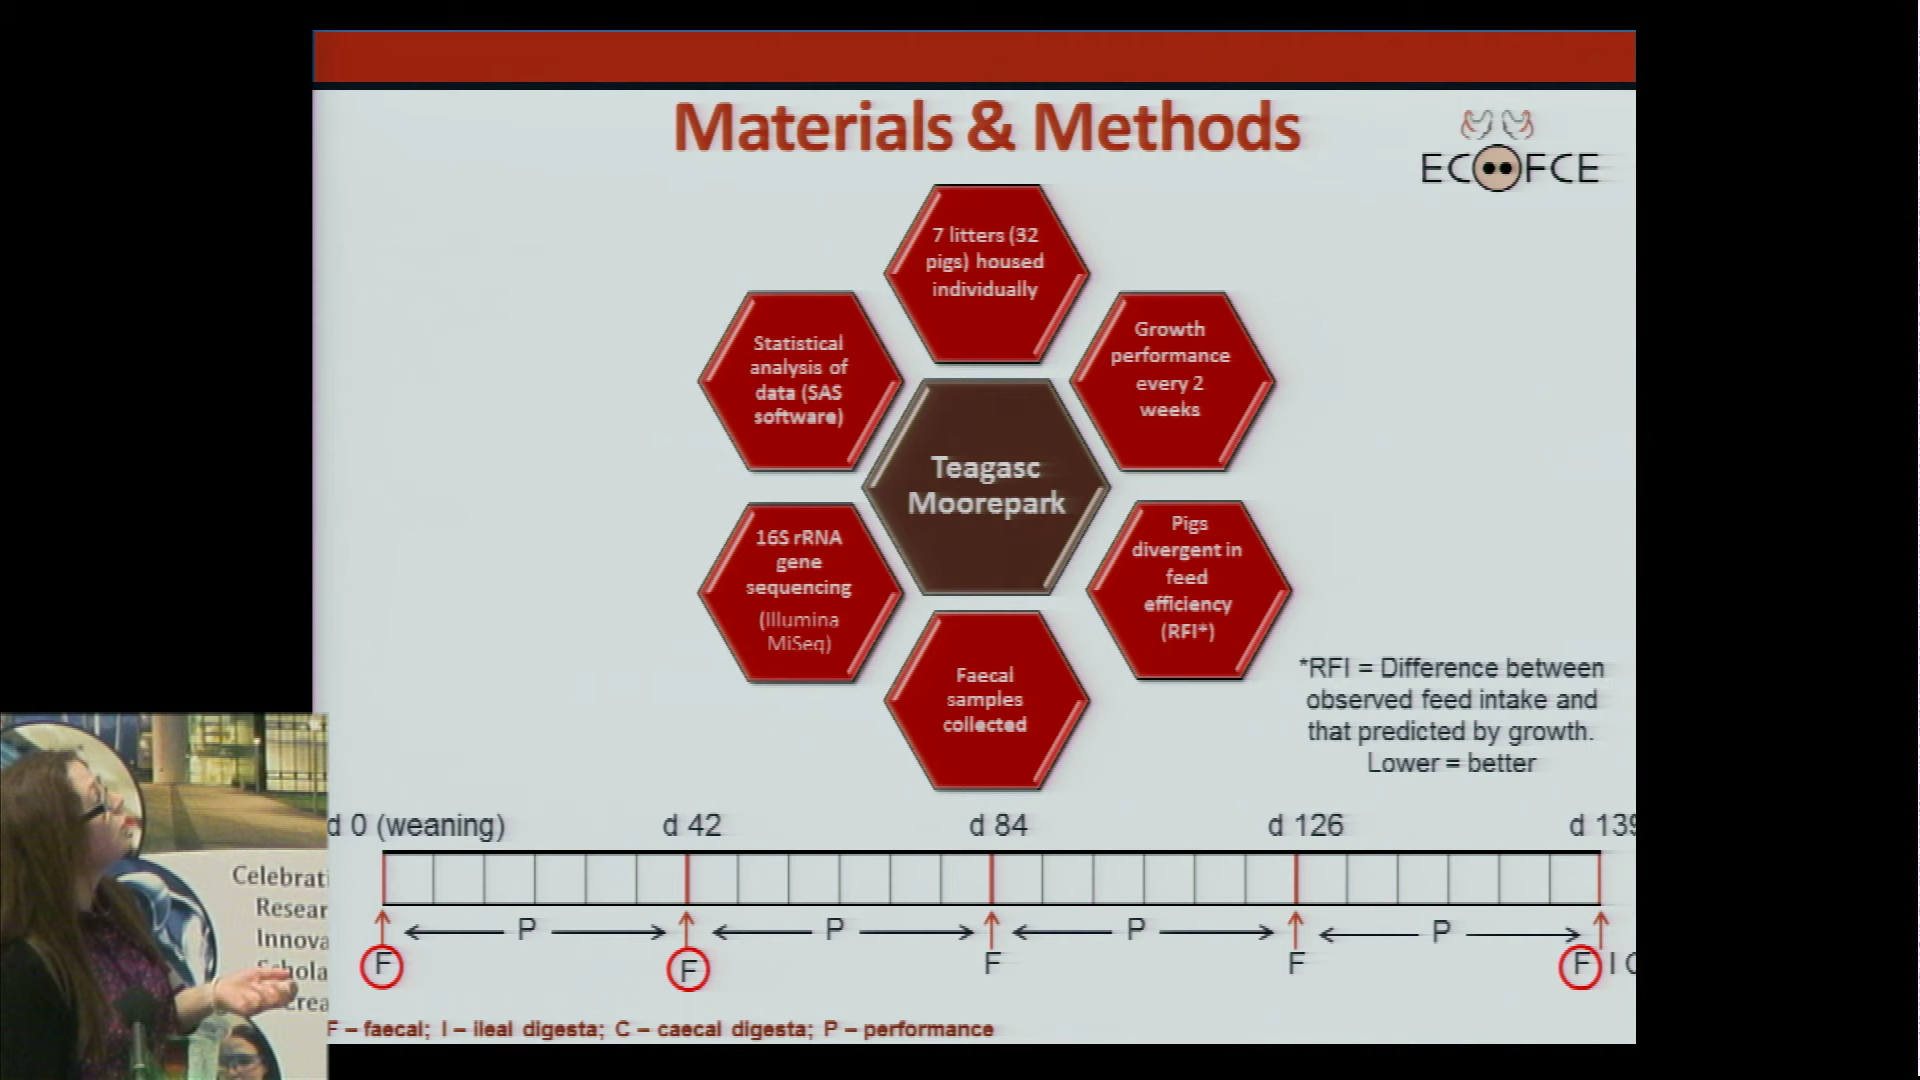 Materials & Methods
EC FCE
7 litters (32
pigs) housed
individually
Growth
performance
every 2
weeks
Pigs
divergent in
feed
efficiency
(RFI*)
Faecal
samples
collected
16S rRNA
gene
sequencing
(Illumina
MiSeq)
Statistical
analysis of
data (SAS
software)
Teagasc
Moorepark
*RFI = Difference between
observed feed intake and
that predicted by growth.
Lower = better
d 0 (weaning) d 42 d 84 d 126 d 139
P P P P
F F F F F I C
F – faecal; I – ileal digesta; C – caecal digesta; P – performance
Celebrati
Resear
Innova
Schola
crea